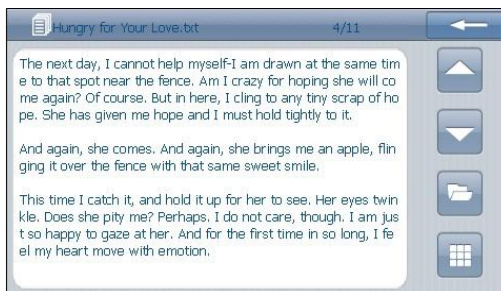 Hungry for Your Love.txt 4/11
The next day, I cannot help myself-I am drawn at the same tim
e to that spot near the fence. Am I crazy for hoping she will co
me again? Of course. But in here, I cling to any tiny scrap of ho
pe. She has given me hope and I must hold tightly to it.
And again, she comes. And again, she brings me an apple, flin
ging it over the fence with that same sweet smile.
This time I catch it, and hold it up for her to see. Her eyes twin
kle. Does she pity me? Perhaps. I do not care, though. I am jus
t so happy to gaze at her. And for the first time in so long, I fe
el my heart move with emotion.